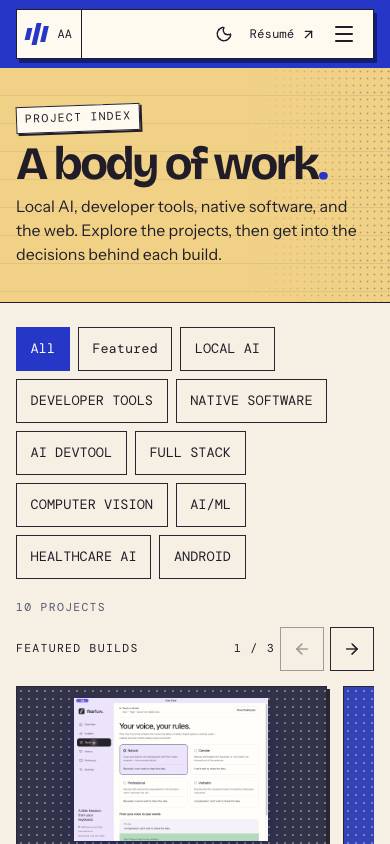 AA
Résumé
PROJECT INDEX
A body of work.
Local AI, developer tools, native software, and
the web. Explore the projects, then get into the
decisions behind each build.
All
Featured
LOCAL AI
DEVELOPER TOOLS
NATIVE SOFTWARE
AI DEVTOOL
FULL STACK
COMPUTER VISION
AI/ML
HEALTHCARE AI
ANDROID
10 PROJECTS
FEATURED BUILDS
1 / 3
Your voice, your rules.